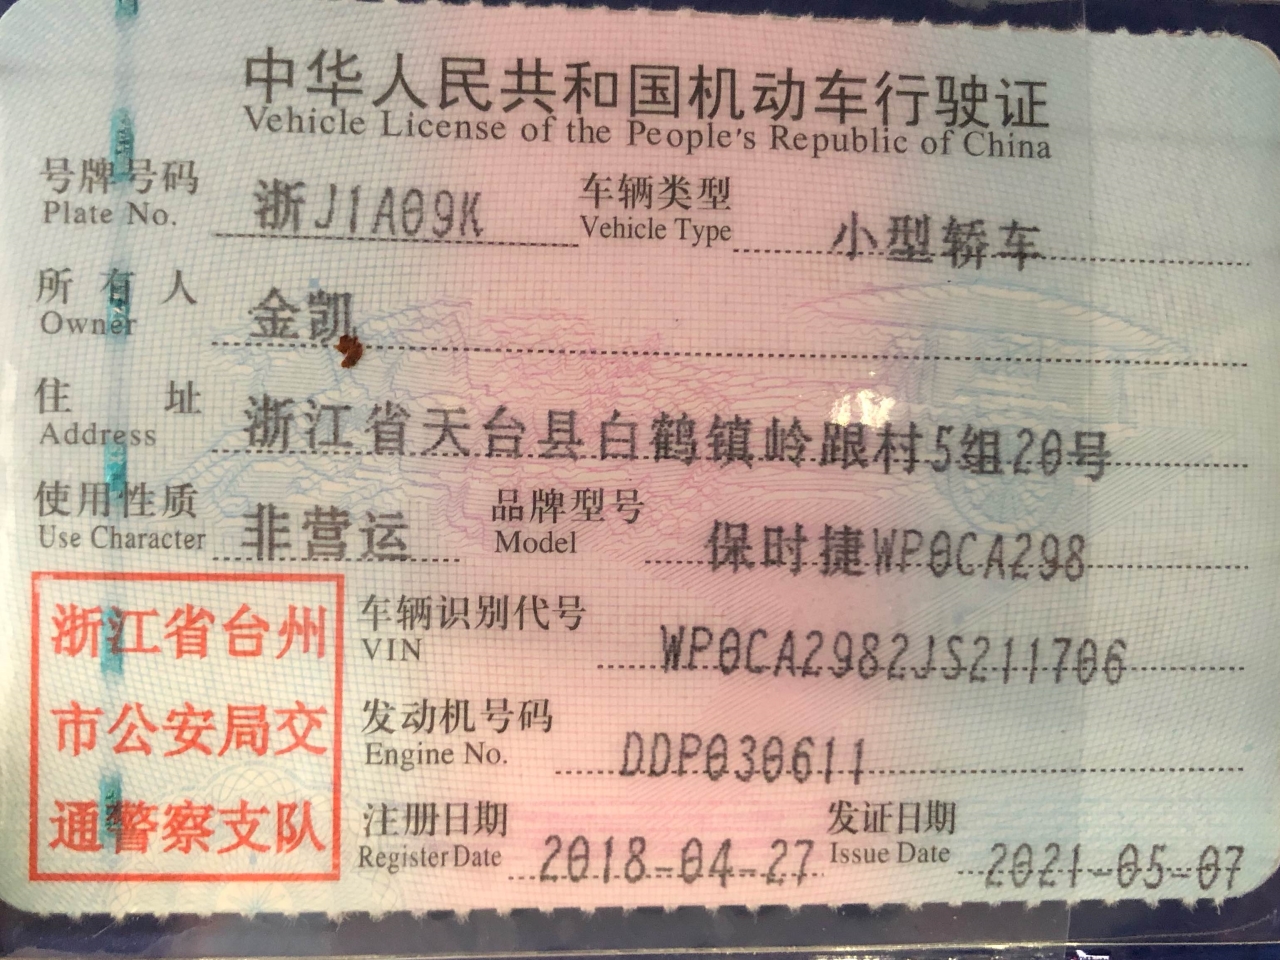 中华人民共和国机动车行驶证
Vehicle License of the People's Republic of China
号牌号码 浙J1A09K 车辆类型 小型轿车
Plate No. Vehicle Type
所有人 金凯
Owner
住址 浙江省天台县白鹤镇岭跟村5组20号
Address
使用性质 非营运 品牌型号 保时捷WP0CA298
Use Character Model
浙江省台州
市公安局交
通警察支队
车辆识别代号
VIN WP0CA2982JS211706
发动机号码
Engine No. DDP030611
注册日期 2018-04-27 发证日期 2021-05-07
Register Date Issue Date